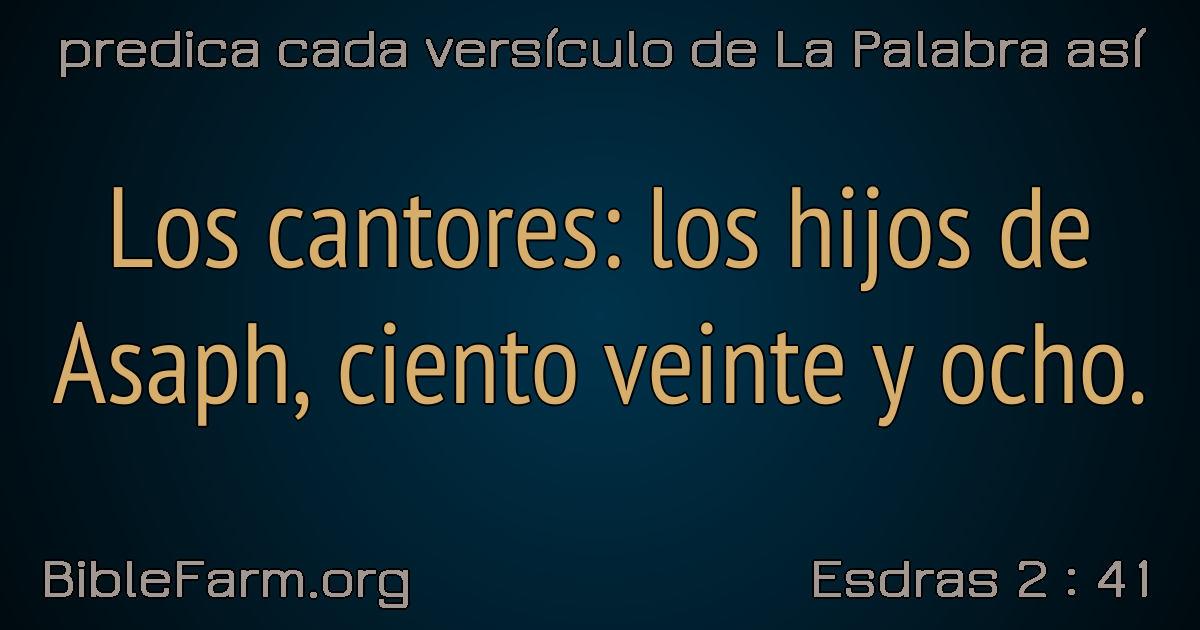 predica cada versículo de La Palabra así
Los cantores: los hijos de
Asaph, ciento veinte y ocho.
BibleFarm.org
Esdras 2 : 41